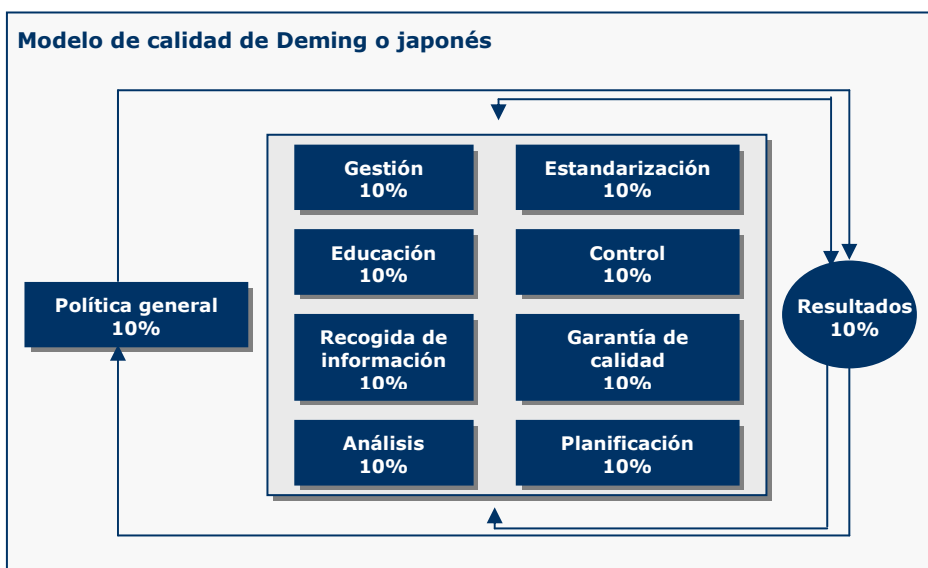 Modelo de calidad de Deming o japonés
Gestión
10%
Estandarización
10%
Educación
10%
Control
10%
Política general
10%
Recogida de
información
10%
Garantía de
calidad
10%
Resultados
10%
Análisis
10%
Planificación
10%